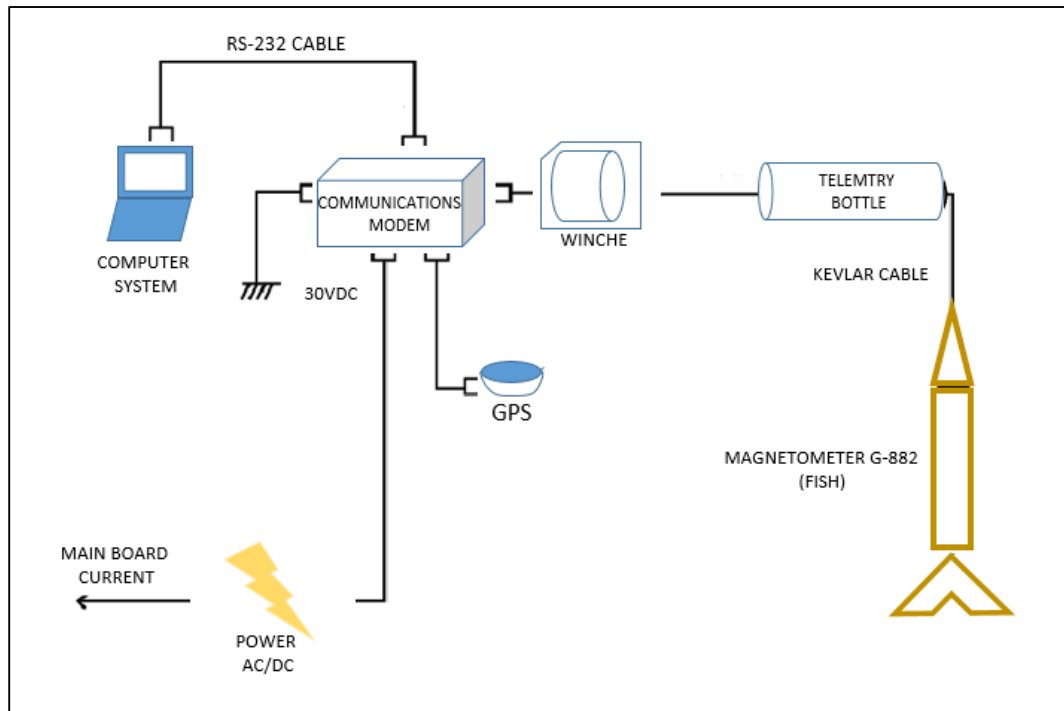 RS-232 CABLE
COMMUNICATIONS
MODEM
TELEMTRY
BOTTLE
WINCHE
COMPUTER
SYSTEM
30VDC
KEVLAR CABLE
GPS
MAGNETOMETER G-882
(FISH)
MAIN BOARD
CURRENT
POWER
AC/DC